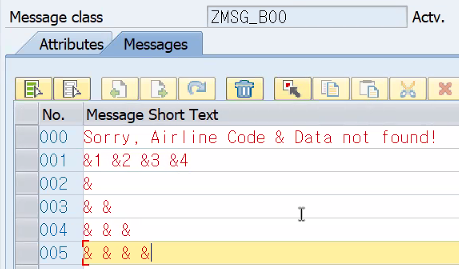 Message class ZMSG_B00 Actv.
Attributes Messages
No. Message Short Text
000 Sorry, Airline Code & Data not found!
001 &1 &2 &3 &4
002 &
003 & &
004 & & &
005 & & & &